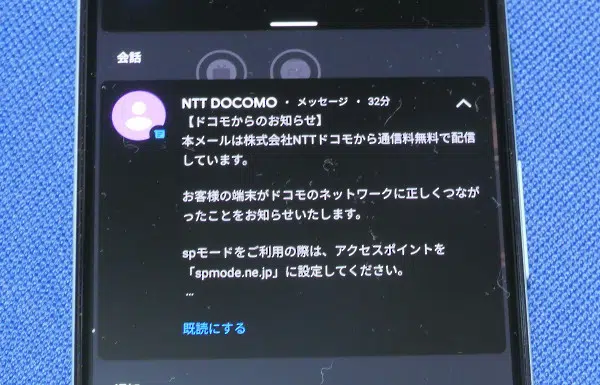 会話
NTT DOCOMO ・ メッセージ ・ 32分
【ドコモからのお知らせ】
本メールは株式会社NTTドコモから通信料無料で配信
しています。
お客様の端末がドコモのネットワークに正しくつなが
ったことをお知らせいたします。
spモードをご利用の際は、アクセスポイントを
「spmode.ne.jp」に設定してください。
...
既読にする